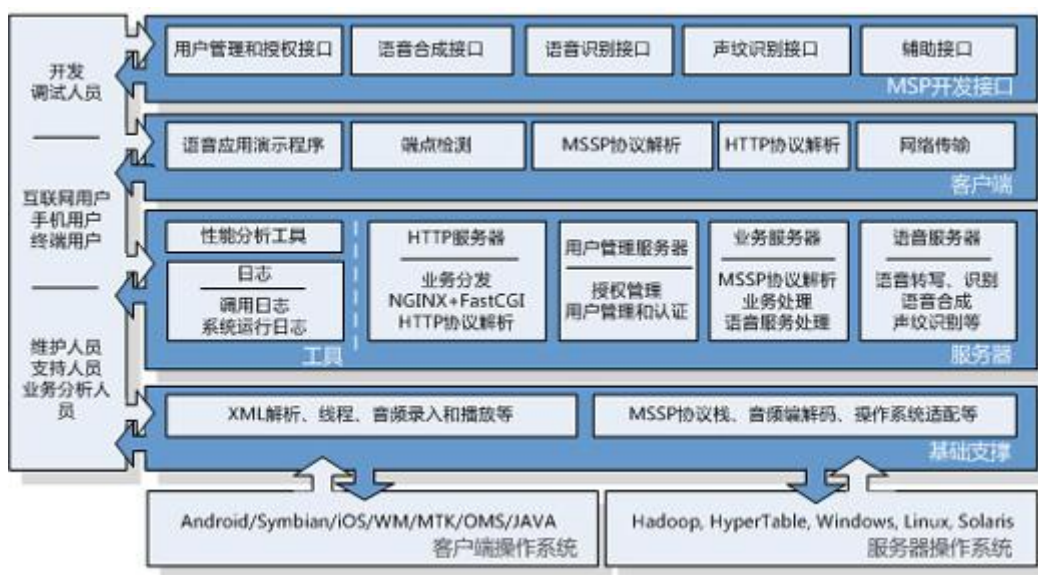 开发
调试人员
互联网用户
手机用户
终端用户
维护人员
支持人员
业务分析人
员
用户管理和授权接口
语音合成接口
语音识别接口
声纹识别接口
辅助接口
MSP开发接口
语音应用演示程序
端点检测
MSSP协议解析
HTTP协议解析
网络传输
客户端
性能分析工具
日志
调用日志
系统运行日志
工具
HTTP服务器
业务分发
NGINX+FastCGI
HTTP协议解析
用户管理服务器
授权管理
用户管理和认证
业务服务器
MSSP协议解析
业务处理
语音服务处理
语音服务器
语音转写、识别
语音合成
声纹识别等
服务器
XML解析、线程、音频录入和播放等
MSSP协议栈、音频编解码、操作系统适配等
基础支撑
Android/Symbian/iOS/WM/MTK/OMS/JAVA
客户端操作系统
Hadoop, HyperTable, Windows, Linux, Solaris
服务器操作系统